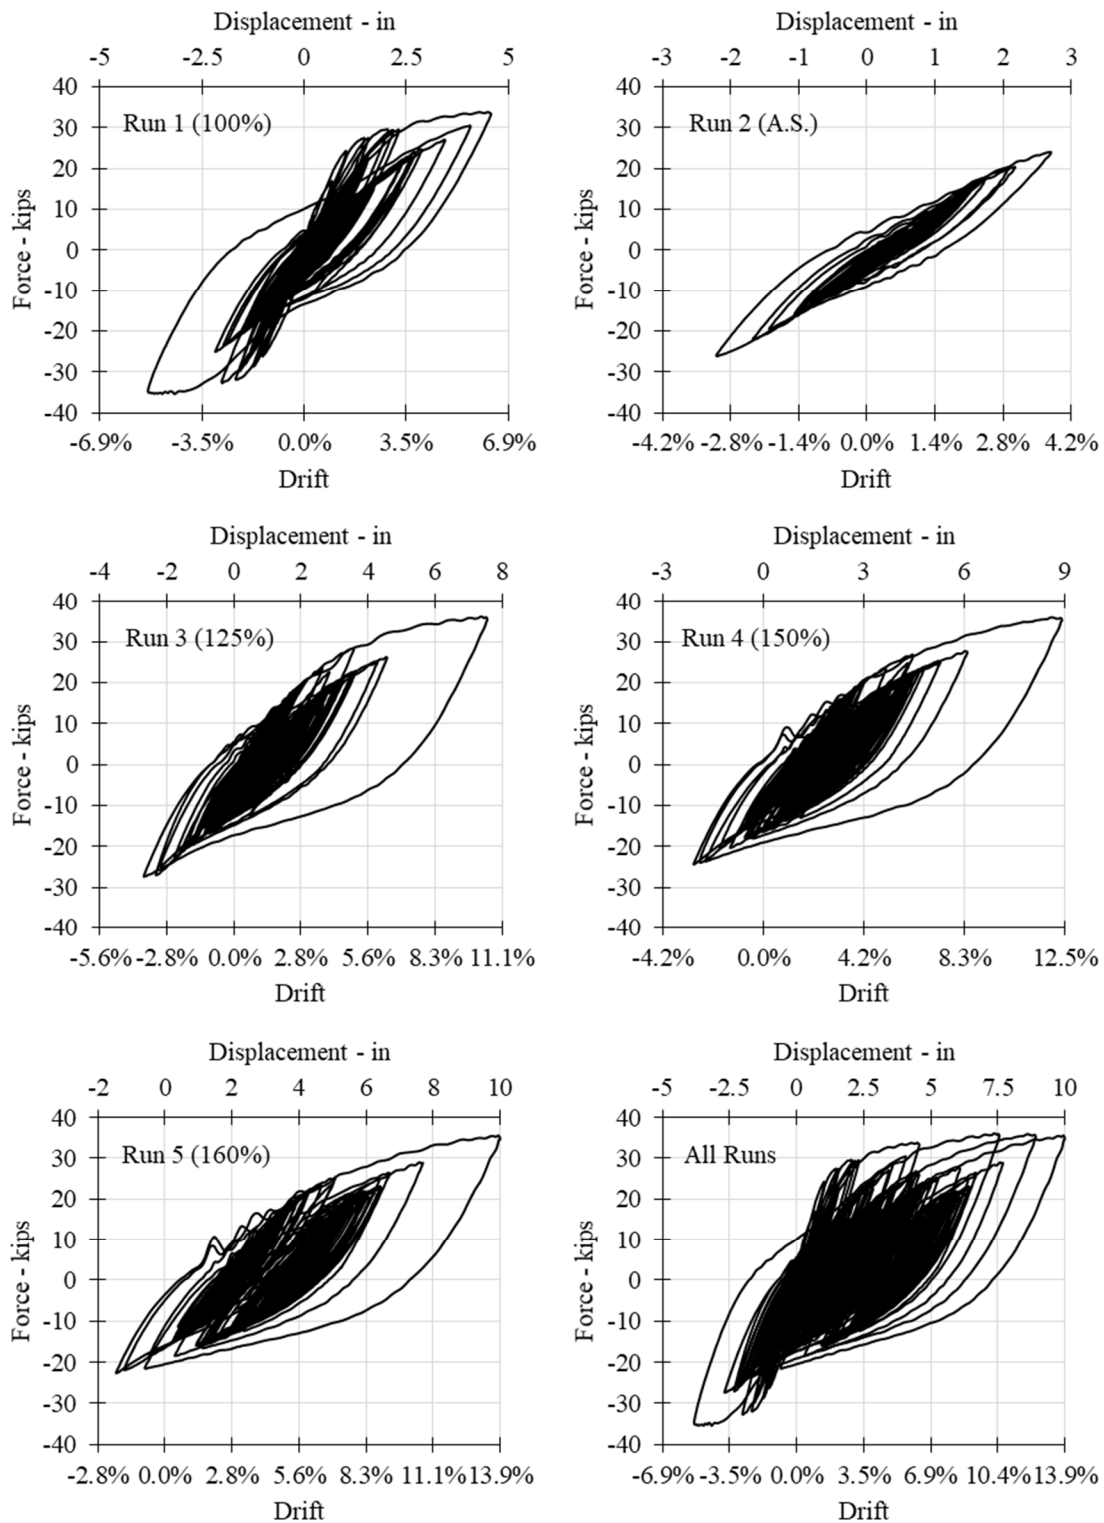 Displacement - in Displacement - in
-5 -2.5 0 2.5 5 -3 -2 -1 0 1 2 3
40 40
Run 1 (100%) Run 2 (A.S.)
30 30
20 20
10 10
Force - kips Force - kips
0 0
-10 -10
-20 -20
-30 -30
-40 -40
-6.9% -3.5% 0.0% 3.5% 6.9% -4.2% -2.8% -1.4% 0.0% 1.4% 2.8% 4.2%
Drift Drift
Displacement - in Displacement - in
-4 -2 0 2 4 6 8 -3 0 3 6 9
40 40
Run 3 (125%) Run 4 (150%)
30 30
20 20
10 10
Force - kips Force - kips
0 0
-10 -10
-20 -20
-30 -30
-40 -40
-5.6% -2.8% 0.0% 2.8% 5.6% 8.3% 11.1% -4.2% 0.0% 4.2% 8.3% 12.5%
Drift Drift
Displacement - in Displacement - in
-2 0 2 4 6 8 10 -5 -2.5 0 2.5 5 7.5 10
40 40
Run 5 (160%) All Runs
30 30
20 20
10 10
Force - kips Force - kips
0 0
-10 -10
-20 -20
-30 -30
-40 -40
-2.8% 0.0% 2.8% 5.6% 8.3% 11.1% 13.9% -6.9% -3.5% 0.0% 3.5% 6.9% 10.4% 13.9%
Drift Drift